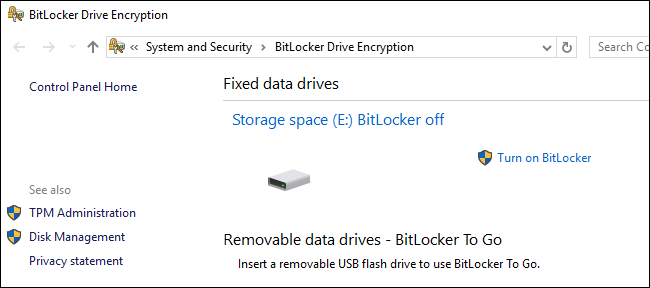 BitLocker Drive Encryption
« System and Security > BitLocker Drive Encryption
Search Co
Control Panel Home
Fixed data drives
Storage space (E:) BitLocker off
Turn on BitLocker
See also
TPM Administration
Disk Management
Privacy statement
Removable data drives - BitLocker To Go
Insert a removable USB flash drive to use BitLocker To Go.